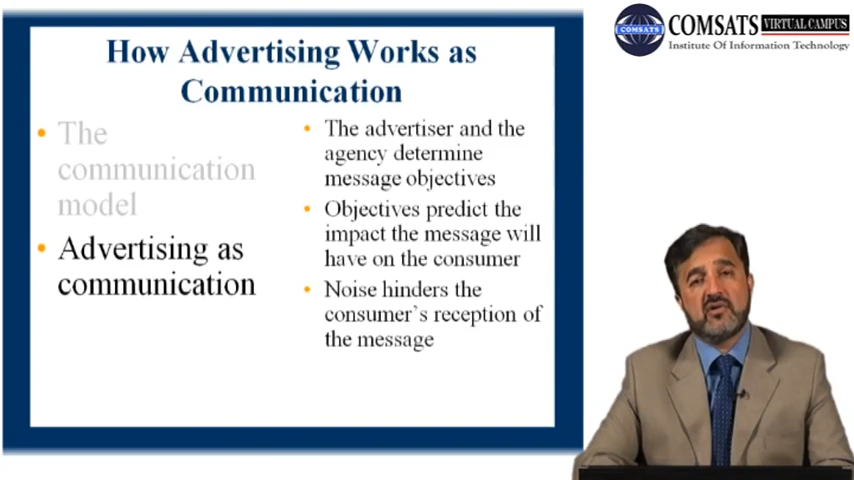 How Advertising Works as
Communication
• The
communication
model
• Advertising as
communication
• The advertiser and the
agency determine
message objectives
• Objectives predict the
impact the message will
have on the consumer
• Noise hinders the
consumer's reception of
the message
COMSATS
COMSATS VIRTUAL CAMPUS
Institute Of Information Technology